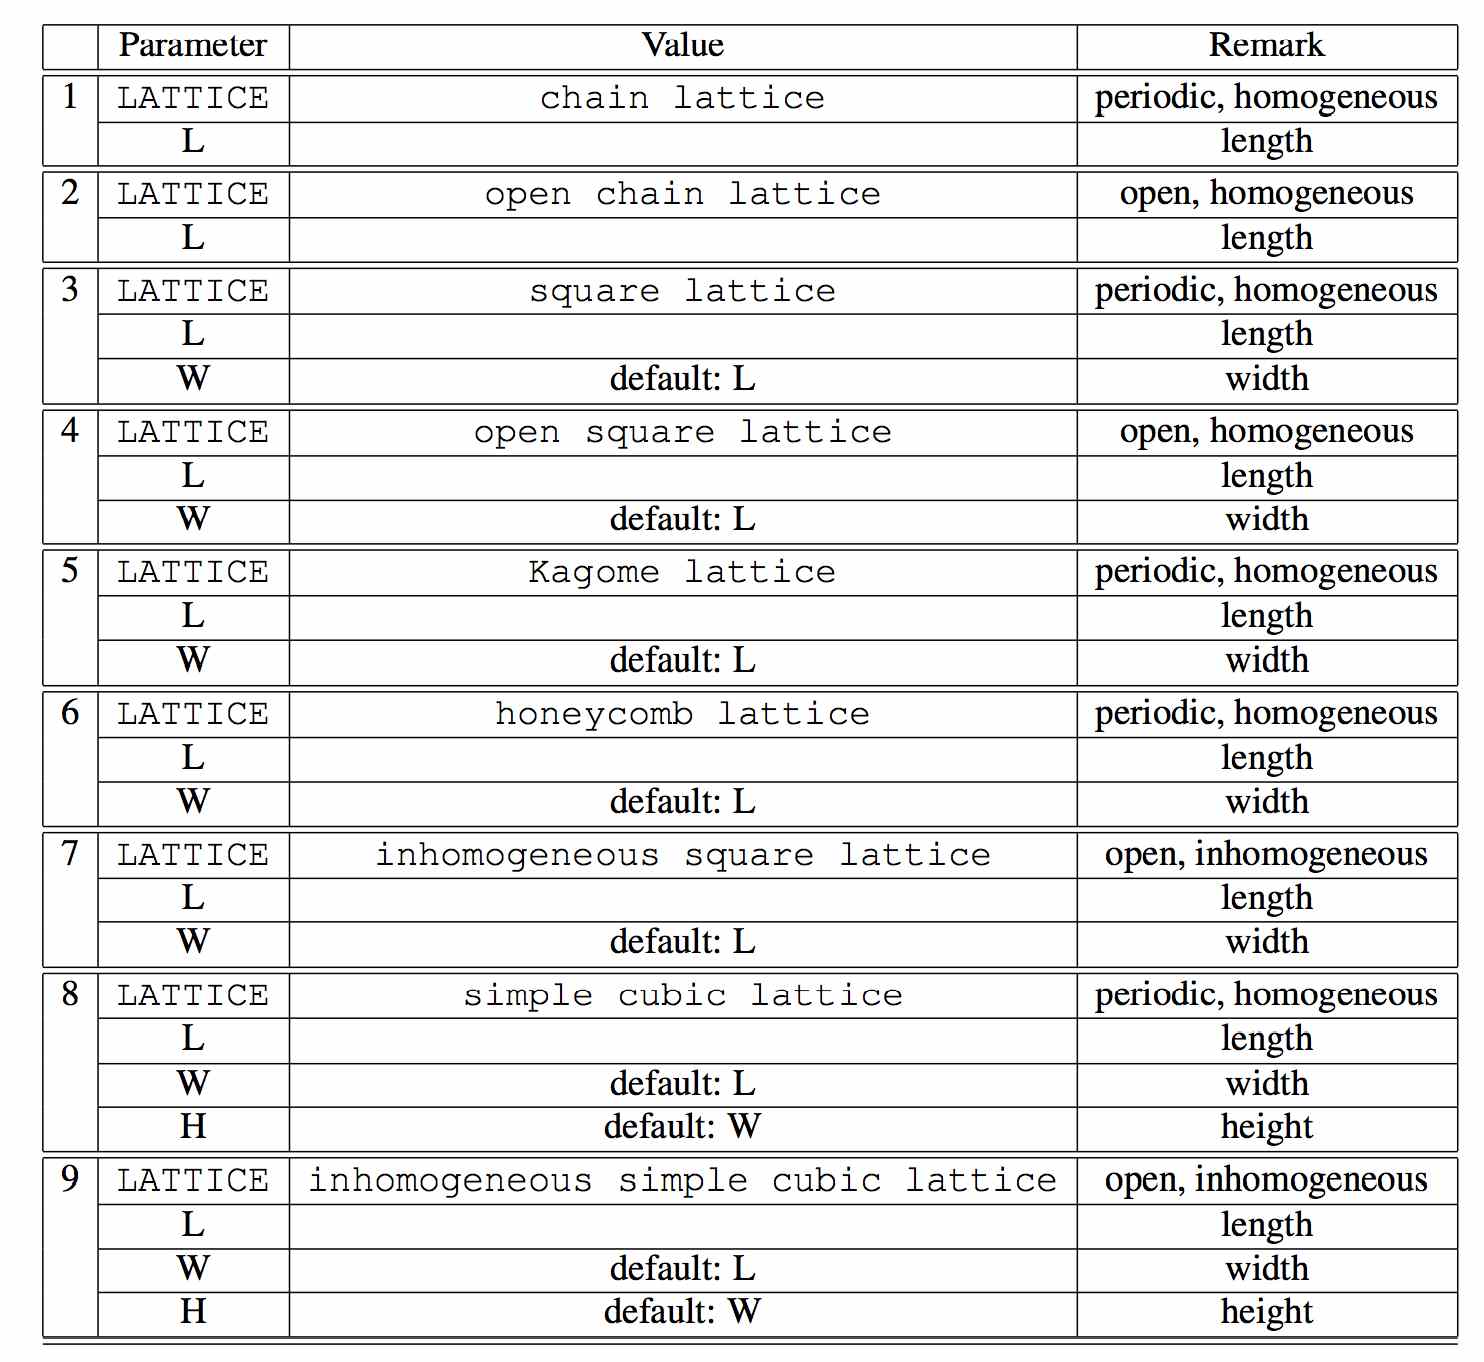 Parameter Value Remark
1 LATTICE chain lattice periodic, homogeneous
L length
2 LATTICE open chain lattice open, homogeneous
L length
3 LATTICE square lattice periodic, homogeneous
L length
W default: L width
4 LATTICE open square lattice open, homogeneous
L length
W default: L width
5 LATTICE Kagome lattice periodic, homogeneous
L length
W default: L width
6 LATTICE honeycomb lattice periodic, homogeneous
L length
W default: L width
7 LATTICE inhomogeneous square lattice open, inhomogeneous
L length
W default: L width
8 LATTICE simple cubic lattice periodic, homogeneous
L length
W default: L width
H default: W height
9 LATTICE inhomogeneous simple cubic lattice open, inhomogeneous
L length
W default: L width
H default: W height